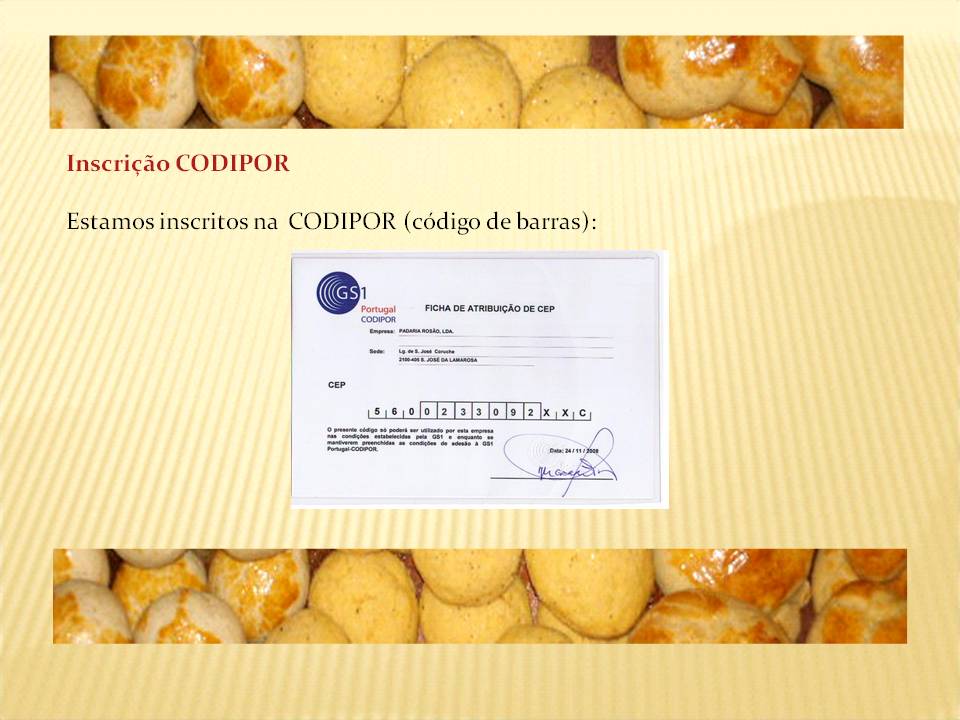 Inscrição CODIPOR
Estamos inscritos na CODIPOR (código de barras):
GS1
Portugal
CODIPOR
FICHA DE ATRIBUIÇÃO DE CEP
Empresa: PADARIA ROSÃO, LDA.
Sede: Lg. de S. José Coruche
2100-405 S. JOSÉ DA LAMAROSA
CEP
5 6 0 0 2 3 3 0 9 2 X X C
O presente código só poderá ser utilizado por esta empresa
nas condições estabelecidas pela GS1 e enquanto se
mantiverem preenchidas as condições de adesão à GS1
Portugal-CODIPOR.
Data: 24 / 11 / 2008